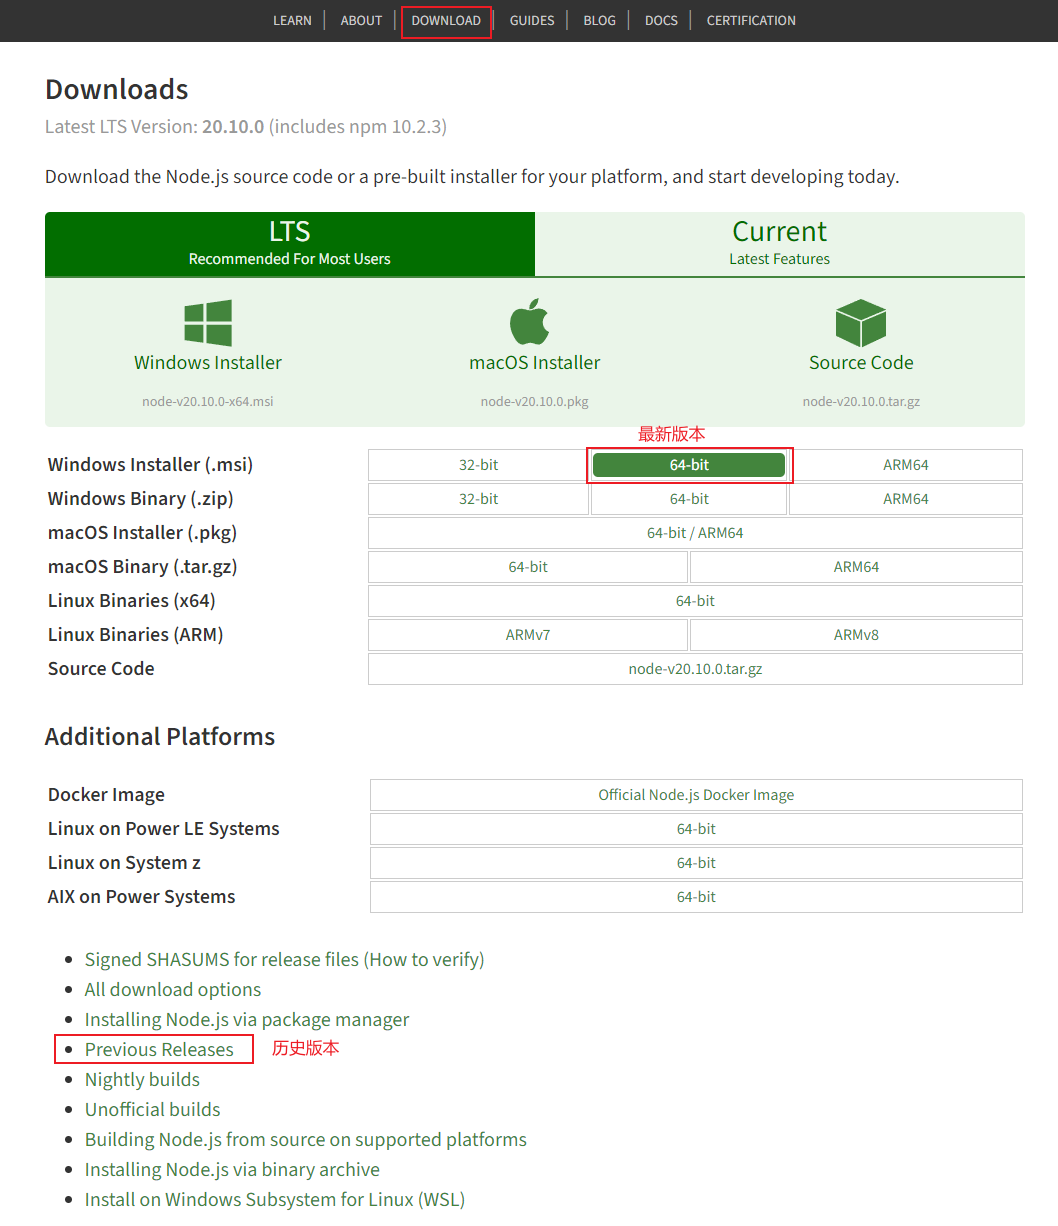 LEARN ABOUT DOWNLOAD GUIDES BLOG DOCS CERTIFICATION
Downloads
Latest LTS Version: 20.10.0 (includes npm 10.2.3)
Download the Node.js source code or a pre-built installer for your platform, and start developing today.
LTS
Recommended For Most Users
Current
Latest Features
Windows Installer
node-v20.10.0-x64.msi
macOS Installer
node-v20.10.0.pkg
Source Code
node-v20.10.0.tar.gz
最新版本
Windows Installer (.msi) 32-bit 64-bit ARM64
Windows Binary (.zip) 32-bit 64-bit ARM64
macOS Installer (.pkg) 64-bit / ARM64
macOS Binary (.tar.gz) 64-bit ARM64
Linux Binaries (x64) 64-bit
Linux Binaries (ARM) ARMv7 ARMv8
Source Code node-v20.10.0.tar.gz
Additional Platforms
Docker Image Official Node.js Docker Image
Linux on Power LE Systems 64-bit
Linux on System z 64-bit
AIX on Power Systems 64-bit
Signed SHASUMS for release files (How to verify)
All download options
Installing Node.js via package manager
Previous Releases 历史版本
Nightly builds
Unofficial builds
Building Node.js from source on supported platforms
Installing Node.js via binary archive
Install on Windows Subsystem for Linux (WSL)